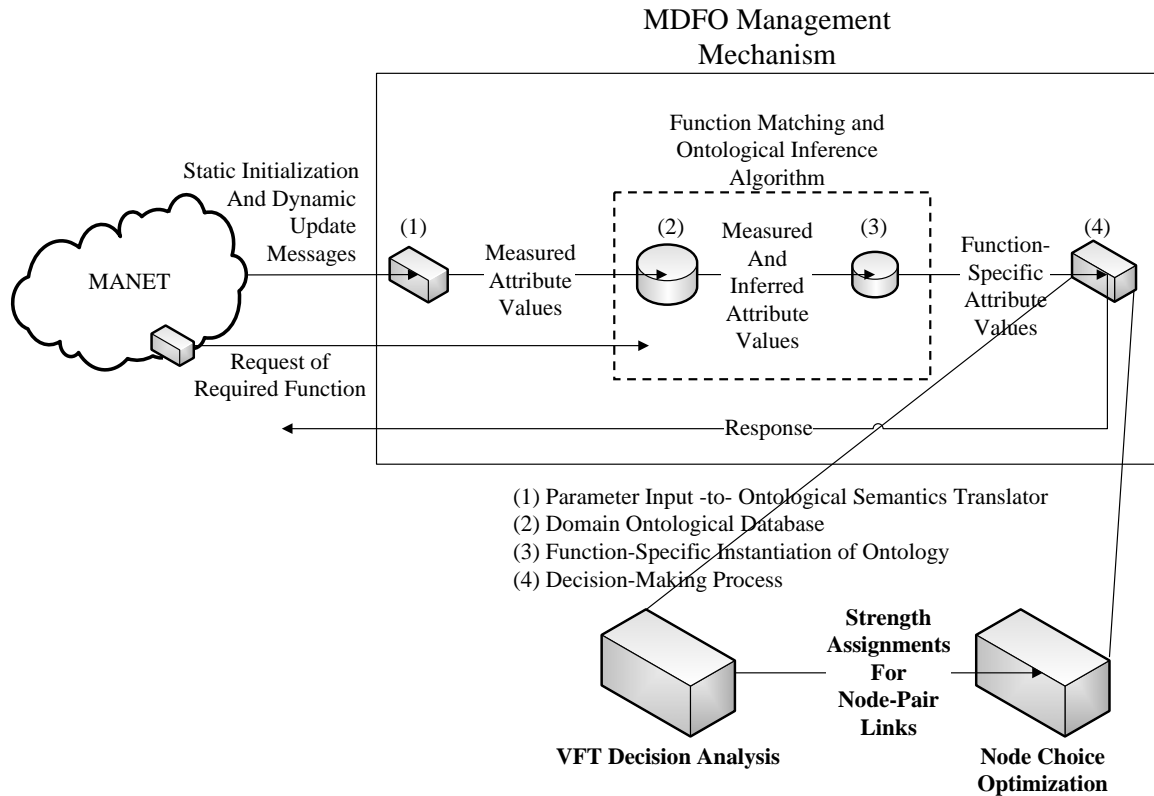 MDFO Management
Mechanism
Function Matching and
Ontological Inference
Algorithm
Static Initialization
And Dynamic
Update
Messages
(1)
(2)
(3)
(4)
MANET
Measured
Attribute
Values
Measured
And
Inferred
Attribute
Values
Function-
Specific
Attribute
Values
Request of
Required Function
Response
(1) Parameter Input -to- Ontological Semantics Translator
(2) Domain Ontological Database
(3) Function-Specific Instantiation of Ontology
(4) Decision-Making Process
Strength
Assignments
For
Node-Pair
Links
VFT Decision Analysis
Node Choice
Optimization